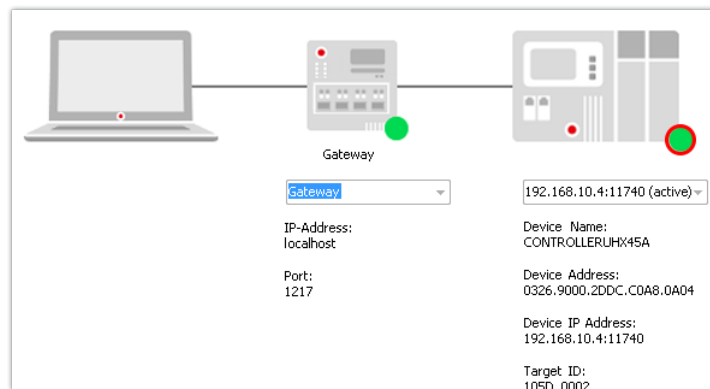 Gateway
Gateway
IP-Address:
localhost
Port:
1217
192.168.10.4:11740 (active)
Device Name:
CONTROLLERUHX45A
Device Address:
0326.9000.2DDC.C0A8.0A04
Device IP Address:
192.168.10.4:11740
Target ID:
105D 0002